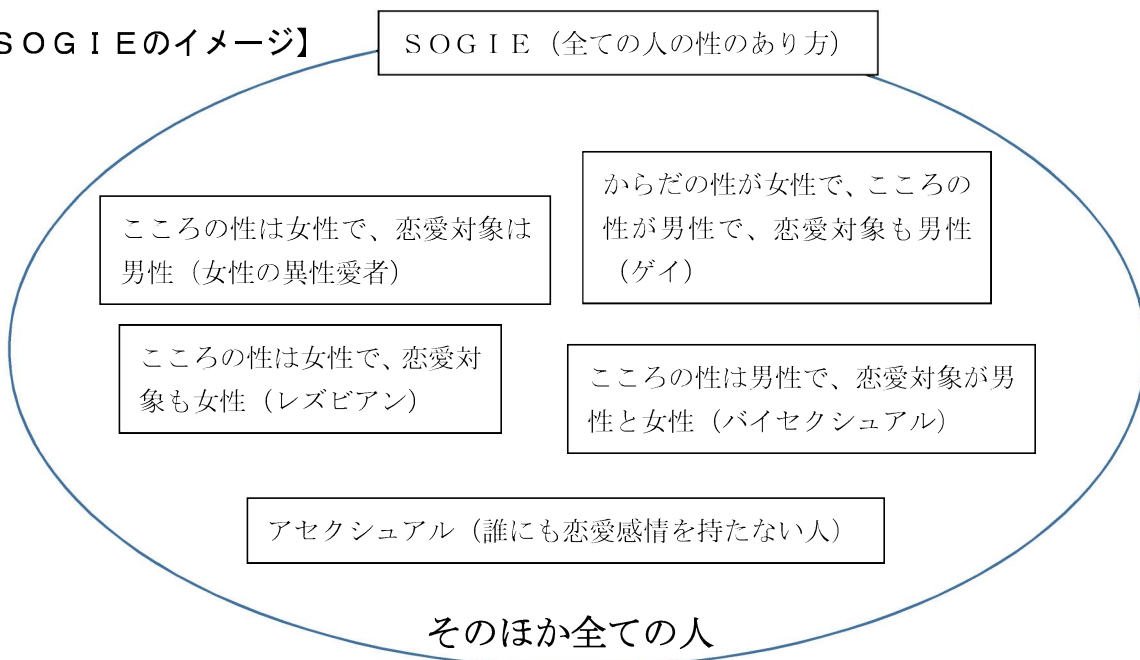 ＳＯＧＩＥのイメージ】
ＳＯＧＩＥ（全ての人の性のあり方）
からだの性が女性で、こころの
性が男性で、恋愛対象も男性
（ゲイ）
こころの性は女性で、恋愛対象は
男性（女性の異性愛者）
こころの性は女性で、恋愛対
象も女性（レズビアン）
こころの性は男性で、恋愛対象が男
性と女性（バイセクシュアル）
アセクシュアル（誰にも恋愛感情を持たない人）
そのほか全ての人